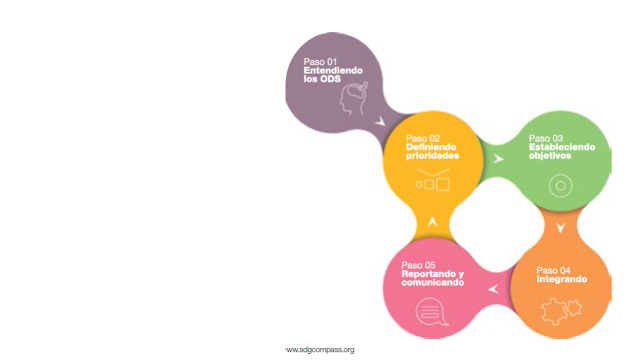 Paso 01
Entendiendo
los ODS
Paso 02
Definiendo
prioridades
Paso 03
Estableciendo
objetivos
Paso 04
Integrando
Paso 05
Reportando y
comunicando
ww.sdgcompass.org